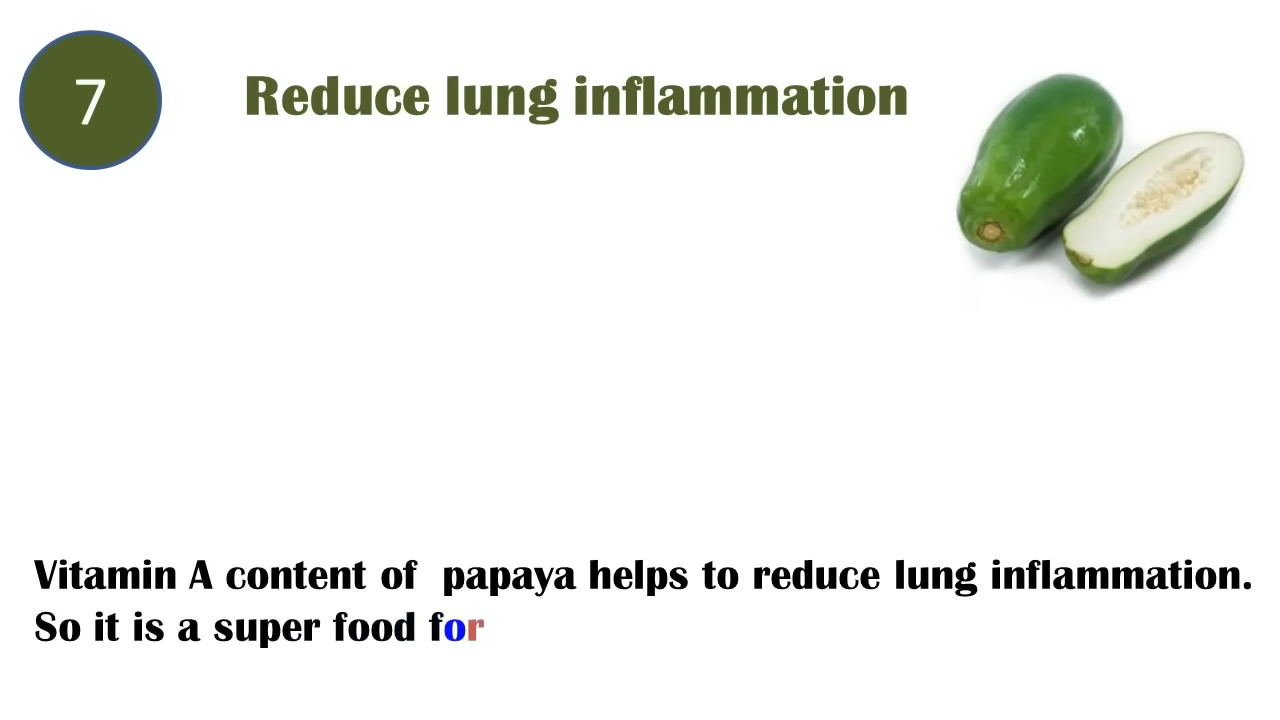 7
Reduce lung inflammation
Vitamin A content of  papaya helps to reduce lung inflammation.
So it is a super food for